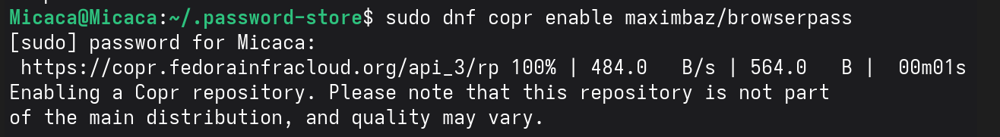 Micaca@Micaca:~/.password-store$ sudo dnf copr enable maximbaz/browserpass
[sudo] password for Micaca:
https://copr.fedorainfracloud.org/api_3/rp 100% | 484.0   B/s | 564.0   B |  00m01s
Enabling a Copr repository. Please note that this repository is not part
of the main distribution, and quality may vary.